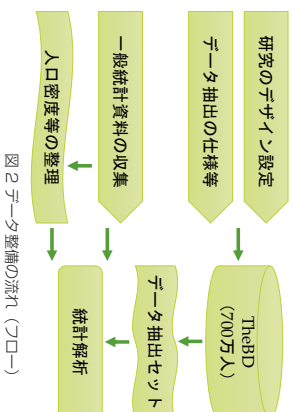 研究のデザイン設定
データ抽出の仕様等
一般統計資料の収集
人口密度等の整理
TheBD
(700万人)
データ抽出セット
統計解析
図2 データ整備の流れ(フロー)